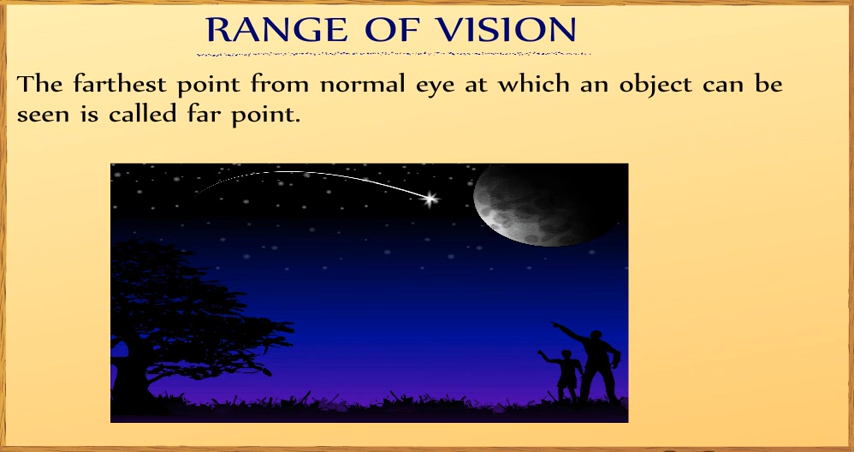 RANGE OF VISION
The farthest point from normal eye at which an object can be
seen is called far point.